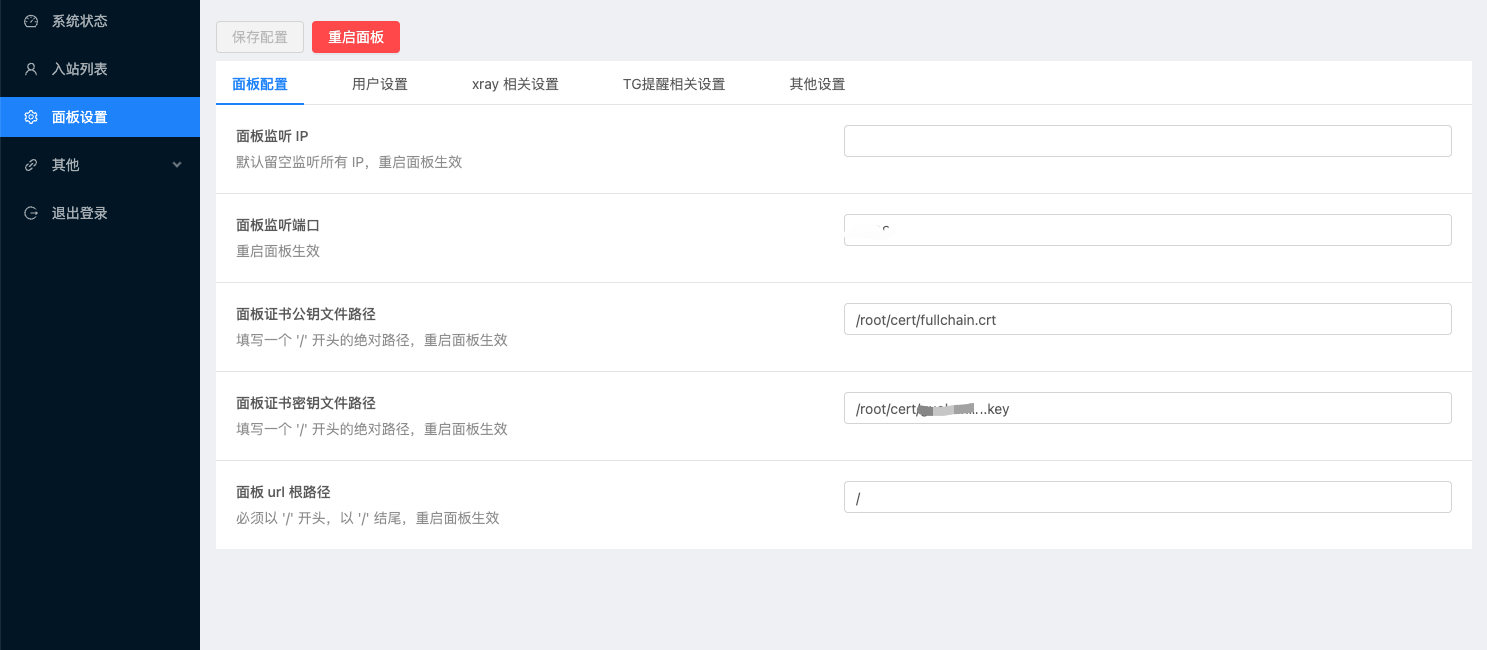 系统状态
入站列表
面板设置
其他
退出登录
保存配置
重启面板
面板配置
用户设置
xray 相关设置
TG提醒相关设置
其他设置
面板监听 IP
默认留空监听所有 IP，重启面板生效
面板监听端口
重启面板生效
面板证书公钥文件路径
填写一个 '/' 开头的绝对路径，重启面板生效
/root/cert/fullchain.crt
面板证书密钥文件路径
填写一个 '/' 开头的绝对路径，重启面板生效
/root/cert/ .key
面板 url 根路径
必须以 '/' 开头，以 '/' 结尾，重启面板生效
/